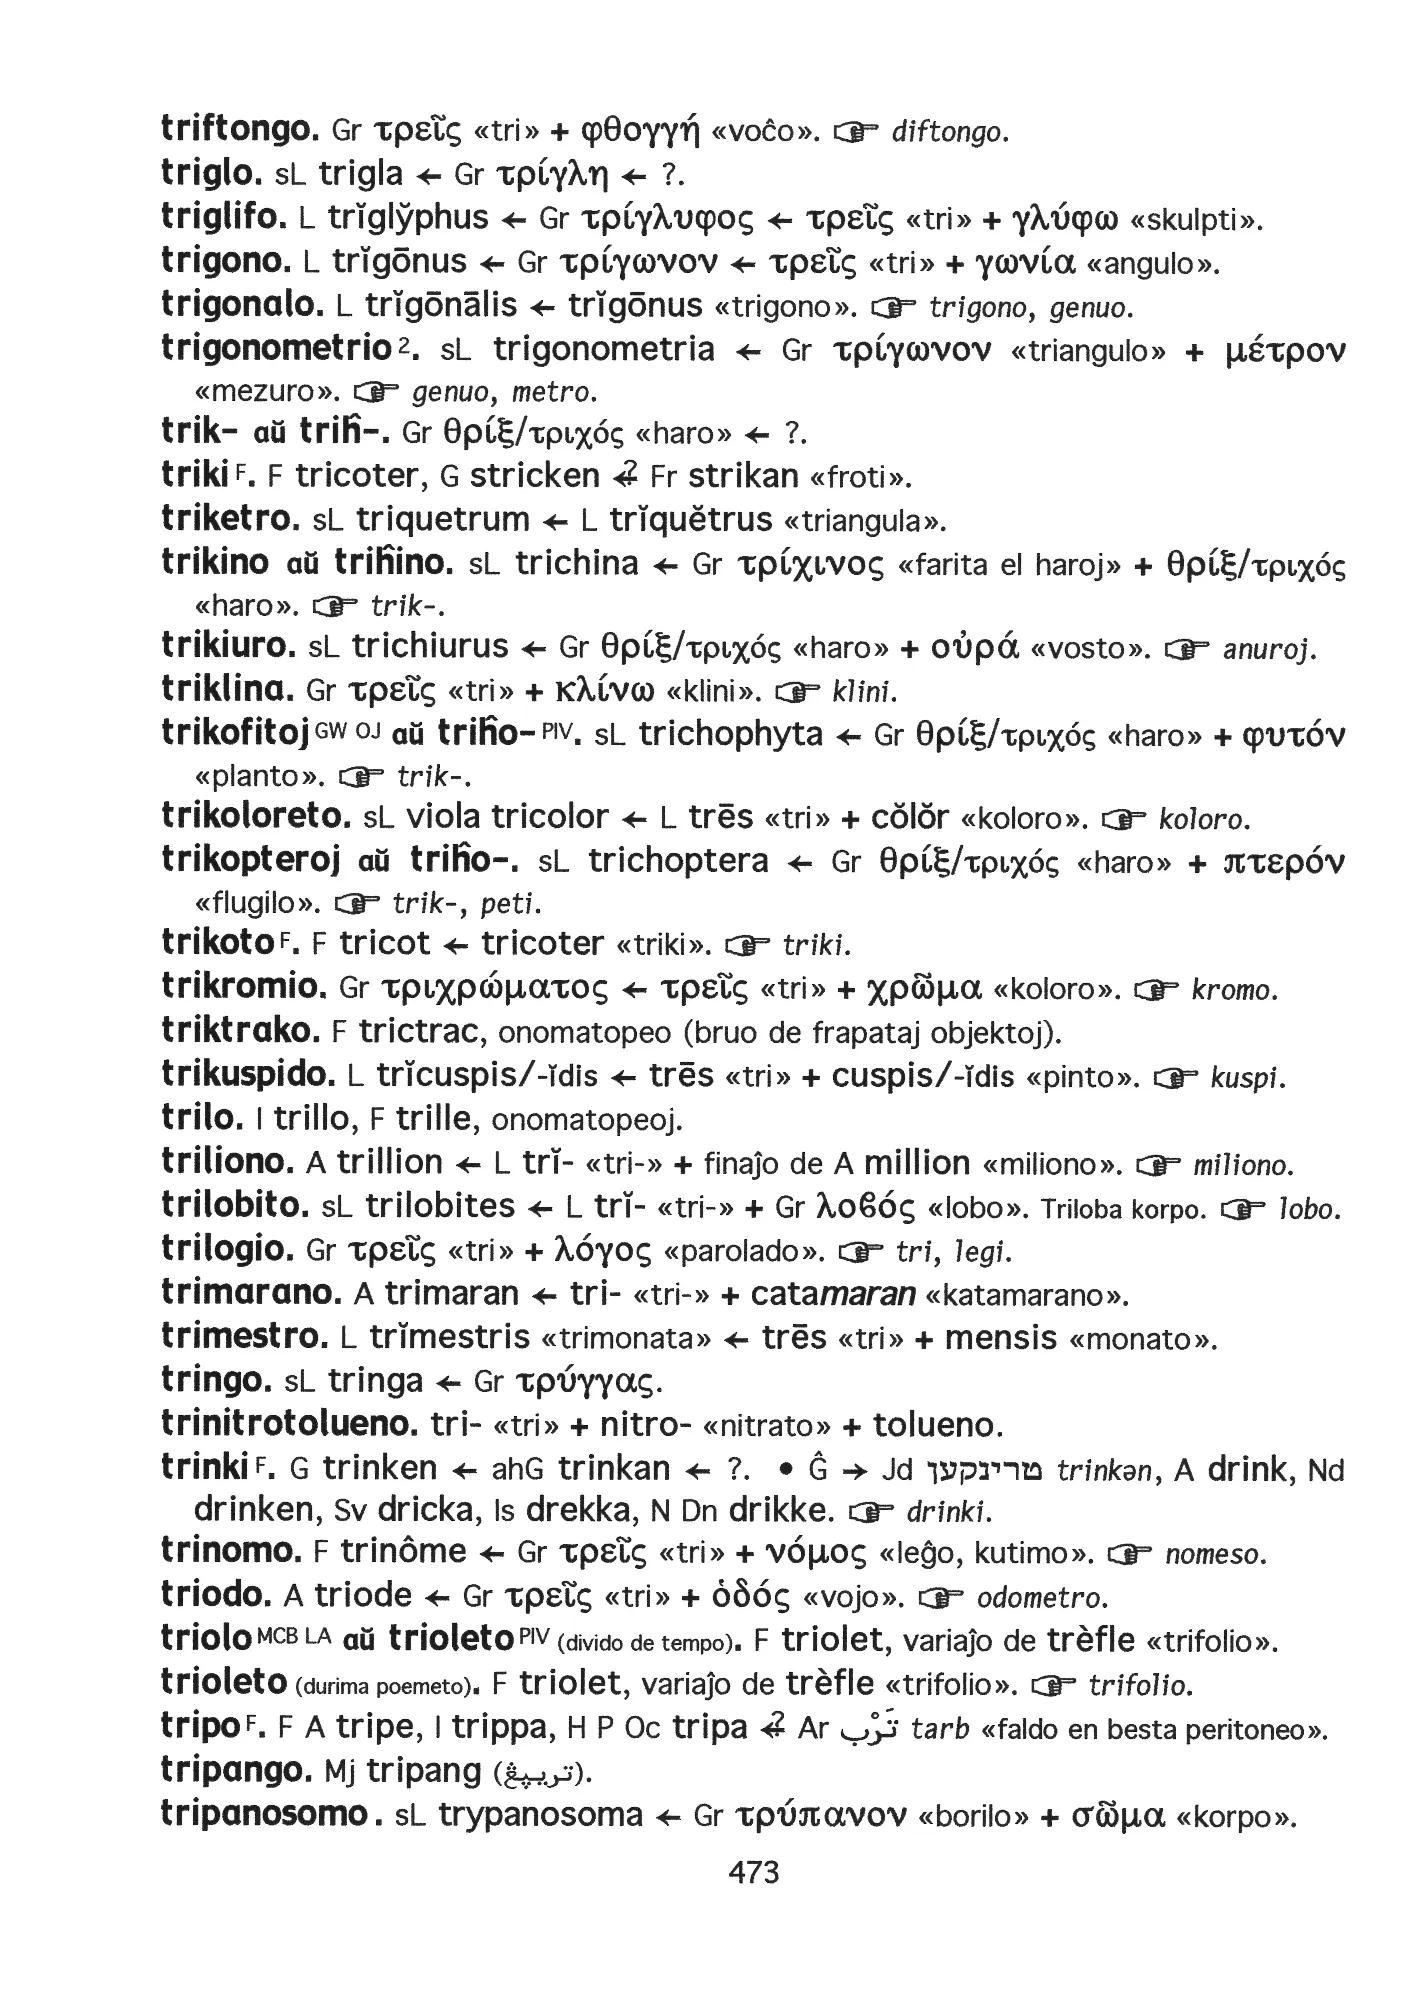 triftongo. Gr τρεῖς «tri» + φθογγή «voĉo». ☞ diftongo.
triglo. sL trigla ← Gr τρίγλη ← ?.
triglifo. L trĭgly̆phus ← Gr τρίγλυφος ← τρεῖς «tri» + γλύφω «skulpti».
trigono. L trĭgōnus ← Gr τρίγωνον ← τρεῖς «tri» + γωνία «angulo».
trigonalo. L trĭgōnālis ← trĭgōnus «trigono». ☞ trigono, genuo.
trigonometrio 2. sL trigonometria ← Gr τρίγωνον «triangulo» + μέτρον
«mezuro». ☞ genuo, metro.
trik- aŭ triĥ-. Gr θρίξ/τριχός «haro» ← ?.
triki F. F tricoter, G stricken ⍃? Fr strikan «froti».
triketro. sL triquetrum ← L trĭquĕtrus «triangula».
trikino aŭ triĥino. sL trichina ← Gr τρίχινος «farita el haroj» + θρίξ/τριχός
«haro». ☞ trik-.
trikiuro. sL trichiurus ← Gr θρίξ/τριχός «haro» + οὐρά «vosto». ☞ anuroj.
triklina. Gr τρεῖς «tri» + κλίνω «klini». ☞ klini.
trikofitoj GW OJ aŭ triĥo- PIV. sL trichophyta ← Gr θρίξ/τριχός «haro» + φυτόν
«planto». ☞ trik-.
trikoloreto. sL viola tricolor ← L trēs «tri» + cŏlŏr «koloro». ☞ koloro.
trikopteroj aŭ triĥo-. sL trichoptera ← Gr θρίξ/τριχός «haro» + πτερόν
«flugilo». ☞ trik-, peti.
trikoto F. F tricot ← tricoter «triki». ☞ triki.
trikromio. Gr τριχρώματος ← τρεῖς «tri» + χρῶμα «koloro». ☞ kromo.
triktrako. F trictrac, onomatopeo (bruo de frapataj objektoj).
trikuspido. L trĭcuspis/-ĭdis ← trēs «tri» + cuspis/-ĭdis «pinto». ☞ kuspi.
trilo. I trillo, F trille, onomatopeoj.
triliono. A trillion ← L trĭ- «tri-» + finaĵo de A million «miliono». ☞ miliono.
trilobito. sL trilobites ← L trĭ- «tri-» + Gr λοϐός «lobo». Triloba korpo. ☞ lobo.
trilogio. Gr τρεῖς «tri» + λόγος «parolado». ☞ tri, legi.
trimarano. A trimaran ← tri- «tri-» + catamaran «katamarano».
trimestro. L trĭmestris «trimonata» ← trēs «tri» + mensis «monato».
tringo. sL tringa ← Gr τρύγγας.
trinitrotolueno. tri- «tri» + nitro- «nitrato» + tolueno.
trinki F. G trinken ← ahG trinkan ← ?. • Ĝ → Jd טרינקען trinkən, A drink, Nd
drinken, Sv dricka, Is drekka, N Dn drikke. ☞ drinki.
trinomo. F trinôme ← Gr τρεῖς «tri» + νόμος «leĝo, kutimo». ☞ nomeso.
triodo. A triode ← Gr τρεῖς «tri» + ὁδός «vojo». ☞ odometro.
triolo MCB LA aŭ trioleto PIV (divido de tempo). F triolet, variaĵo de trèfle «trifolio».
trioleto (durima poemeto). F triolet, variaĵo de trèfle «trifolio». ☞ trifolio.
tripo F. F A tripe, I trippa, H P Oc tripa ⍃? Ar تَرْب tarb «faldo en besta peritoneo».
tripango. Mj tripang (تريپڠ).
tripanosomo. sL trypanosoma ← Gr τρύπανον «borilo» + σῶμα «korpo».
473